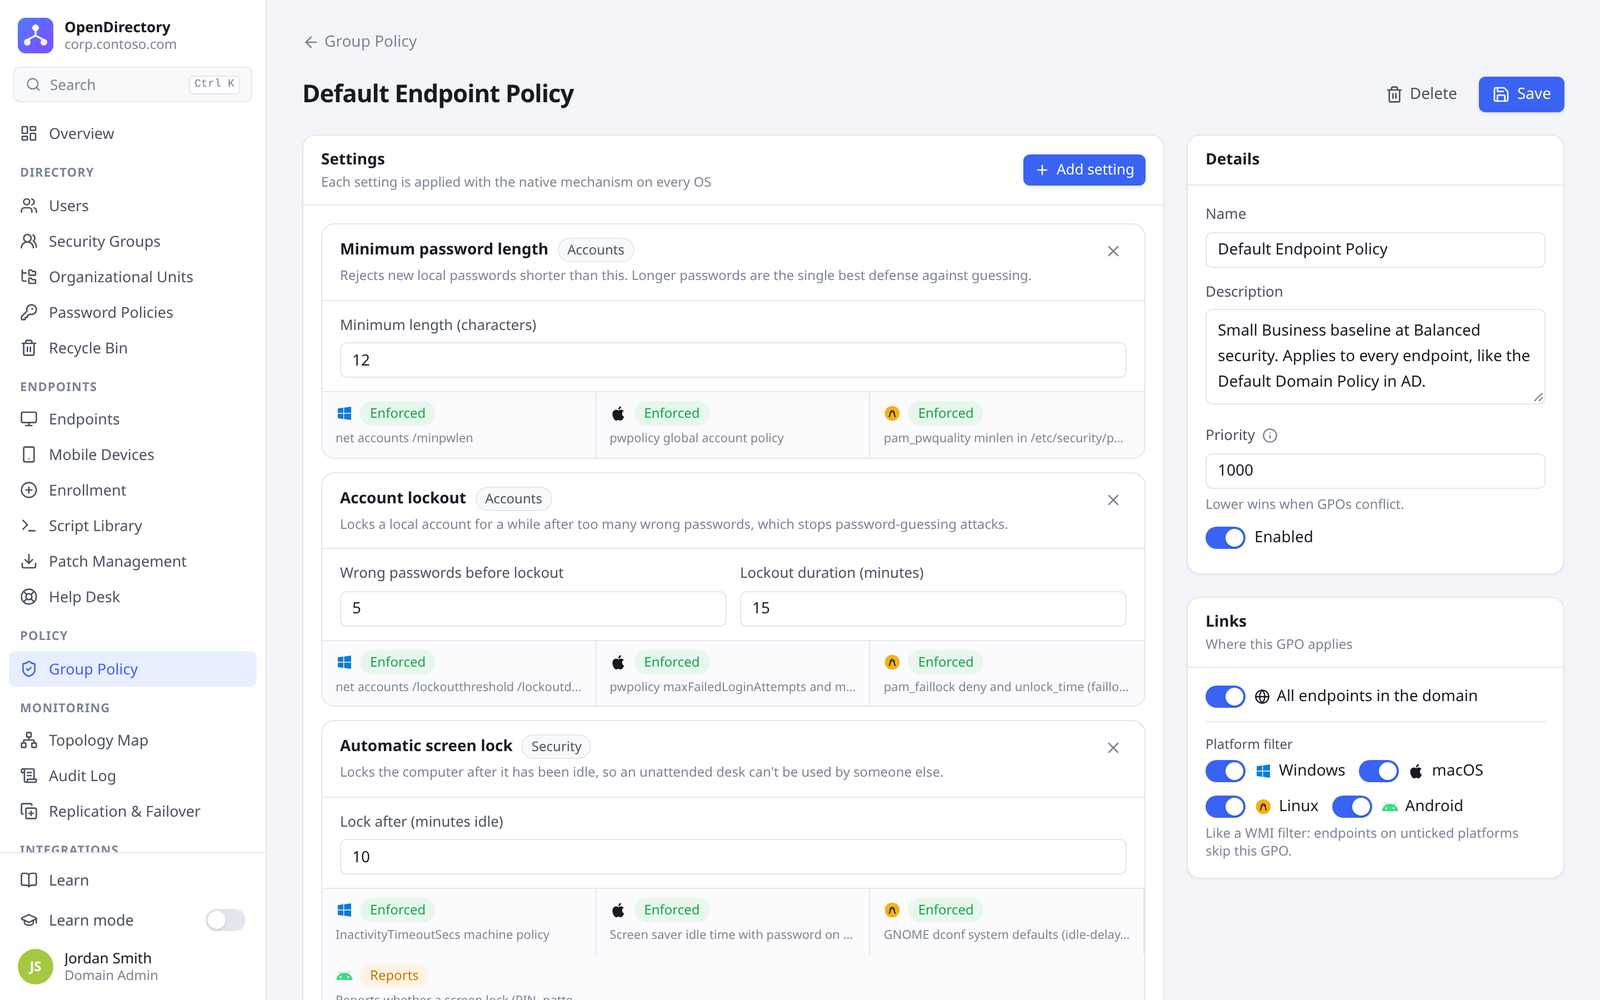 OpenDirectory
corp.contoso.com
Search
Ctrl K
Overview
DIRECTORY
Users
Security Groups
Organizational Units
Password Policies
Recycle Bin
ENDPOINTS
Endpoints
Mobile Devices
Enrollment
Script Library
Patch Management
Help Desk
POLICY
Group Policy
MONITORING
Topology Map
Audit Log
Replication & Failover
INTEGRATIONS
Learn
Learn mode
JS
Jordan Smith
Domain Admin
Group Policy
Default Endpoint Policy
Delete
Save
Settings
Each setting is applied with the native mechanism on every OS
Add setting
Minimum password length
Accounts
Rejects new local passwords shorter than this. Longer passwords are the single best defense against guessing.
Minimum length (characters)
12
Enforced
net accounts /minpwlen
Enforced
pwpolicy global account policy
Enforced
pam_pwquality minlen in /etc/security/p...
Account lockout
Accounts
Locks a local account for a while after too many wrong passwords, which stops password-guessing attacks.
Wrong passwords before lockout
5
Lockout duration (minutes)
15
Enforced
net accounts /lockoutthreshold /lockoutd...
Enforced
pwpolicy maxFailedLoginAttempts and m...
Enforced
pam_faillock deny and unlock_time (faillo...
Automatic screen lock
Security
Locks the computer after it has been idle, so an unattended desk can't be used by someone else.
Lock after (minutes idle)
10
Enforced
InactivityTimeoutSecs machine policy
Enforced
Screen saver idle time with password on ...
Enforced
GNOME dconf system defaults (idle-delay...
Reports
Reports whether a screen lock (PIN, patte
Details
Name
Default Endpoint Policy
Description
Small Business baseline at Balanced
security. Applies to every endpoint, like the
Default Domain Policy in AD.
Priority
1000
Lower wins when GPOs conflict.
Enabled
Links
Where this GPO applies
All endpoints in the domain
Platform filter
Windows
macOS
Linux
Android
Like a WMI filter: endpoints on unticked platforms
skip this GPO.